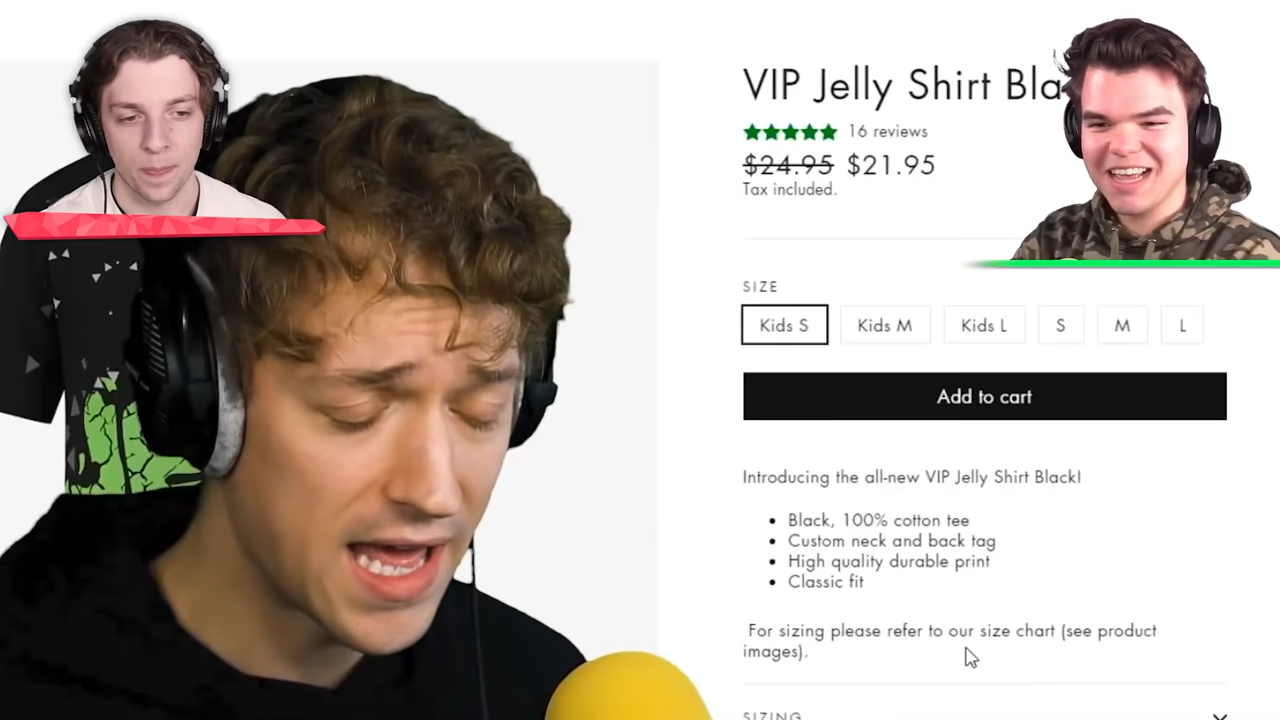 VIP Jelly Shirt Bla
16 reviews
$24.95 $21.95
Tax included.
SIZE
Kids S Kids M Kids L S M L
Add to cart
Introducing the all-new VIP Jelly Shirt Black!
• Black, 100% cotton tee
• Custom neck and back tag
• High quality durable print
• Classic fit
For sizing please refer to our size chart (see product
images).
SIZING